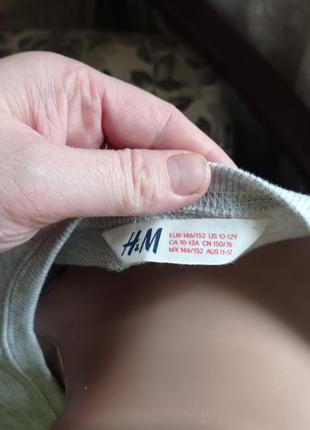 H&M
EUR 146/152 US 10-12Y
CA 10-12A CN 150/76
MX 146/152 AUS 11-12